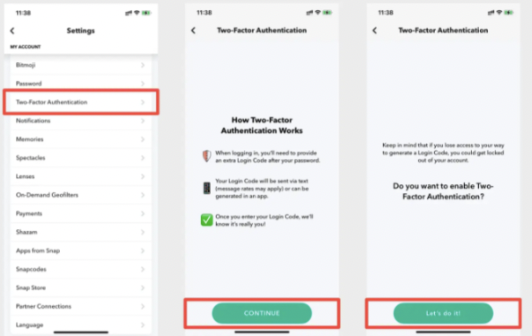 11:38
Settings
MY ACCOUNT
Bitmoji
Password
Two-Factor Authentication
Notifications
Memories
Spectacles
Lenses
On-Demand Geofilters
Payments
Shazam
Apps from Snap
Snapcodes
Snap Store
Partner Connections
Language
11:38
Two-Factor Authentication
How Two-Factor
Authentication Works
When logging in, you'll need to provide
an extra Login Code after your password.
Your Login Code will be sent via text
(message rates may apply) or can be
generated in an app.
Once you enter your Login Code, we'll
know it's really you!
CONTINUE
11:38
Two-Factor Authentication
Keep in mind that if you lose access to your way
to generate a Login Code, you could get locked
out of your account.
Do you want to enable Two-
Factor Authentication?
Let's do it!